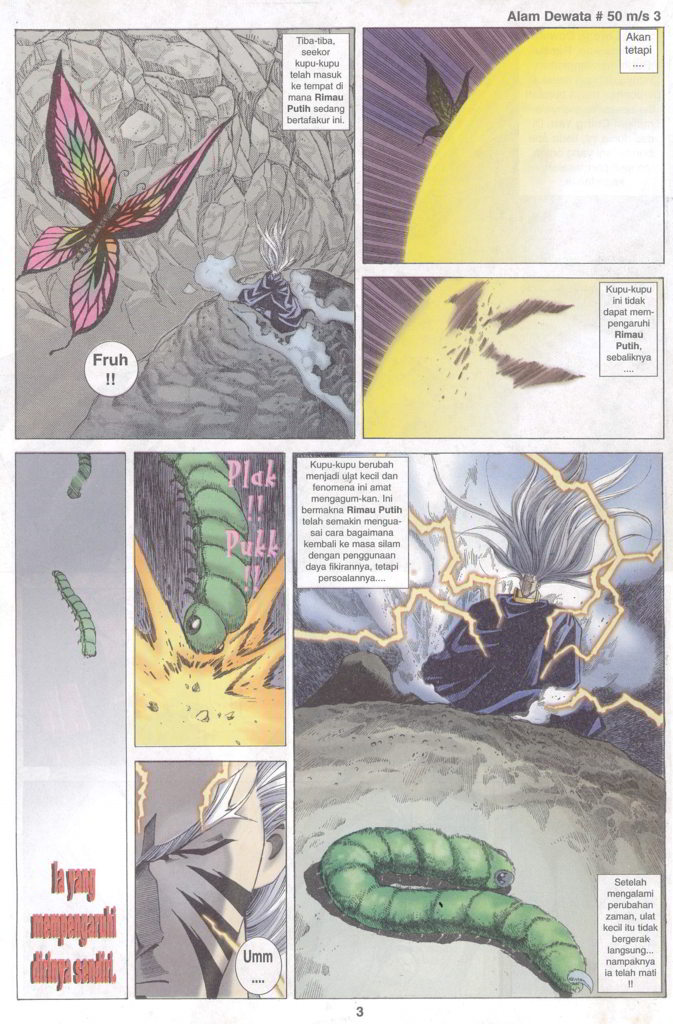 Alam Dewata # 50 m/s 3
Tiba-tiba,
seekor
kupu-kupu
telah masuk
ke tempat di
mana Rimau
Putih sedang
bertafakur ini.
Fruh
!!
Akan
tetapi
....
Kupu-kupu
ini tidak
dapat mem-
pengaruhi
Rimau
Putih,
sebaliknya
....
Ia yang
mempengaruhi
dirinya sendiri.
Plak
!!
Pukk
!!
Umm
....
Kupu-kupu berubah
menjadi ulat kecil dan
fenomena ini amat
mengagum-kan. Ini
bermakna Rimau Putih
telah semakin mengua-
sai cara bagaimana
kembali ke masa silam
dengan penggunaan
daya fikirannya, tetapi
persoalannya....
Setelah
mengalami
perubahan
zaman, ulat
kecil itu tidak
bergerak
langsung...
nampaknya
ia telah mati
!!
3